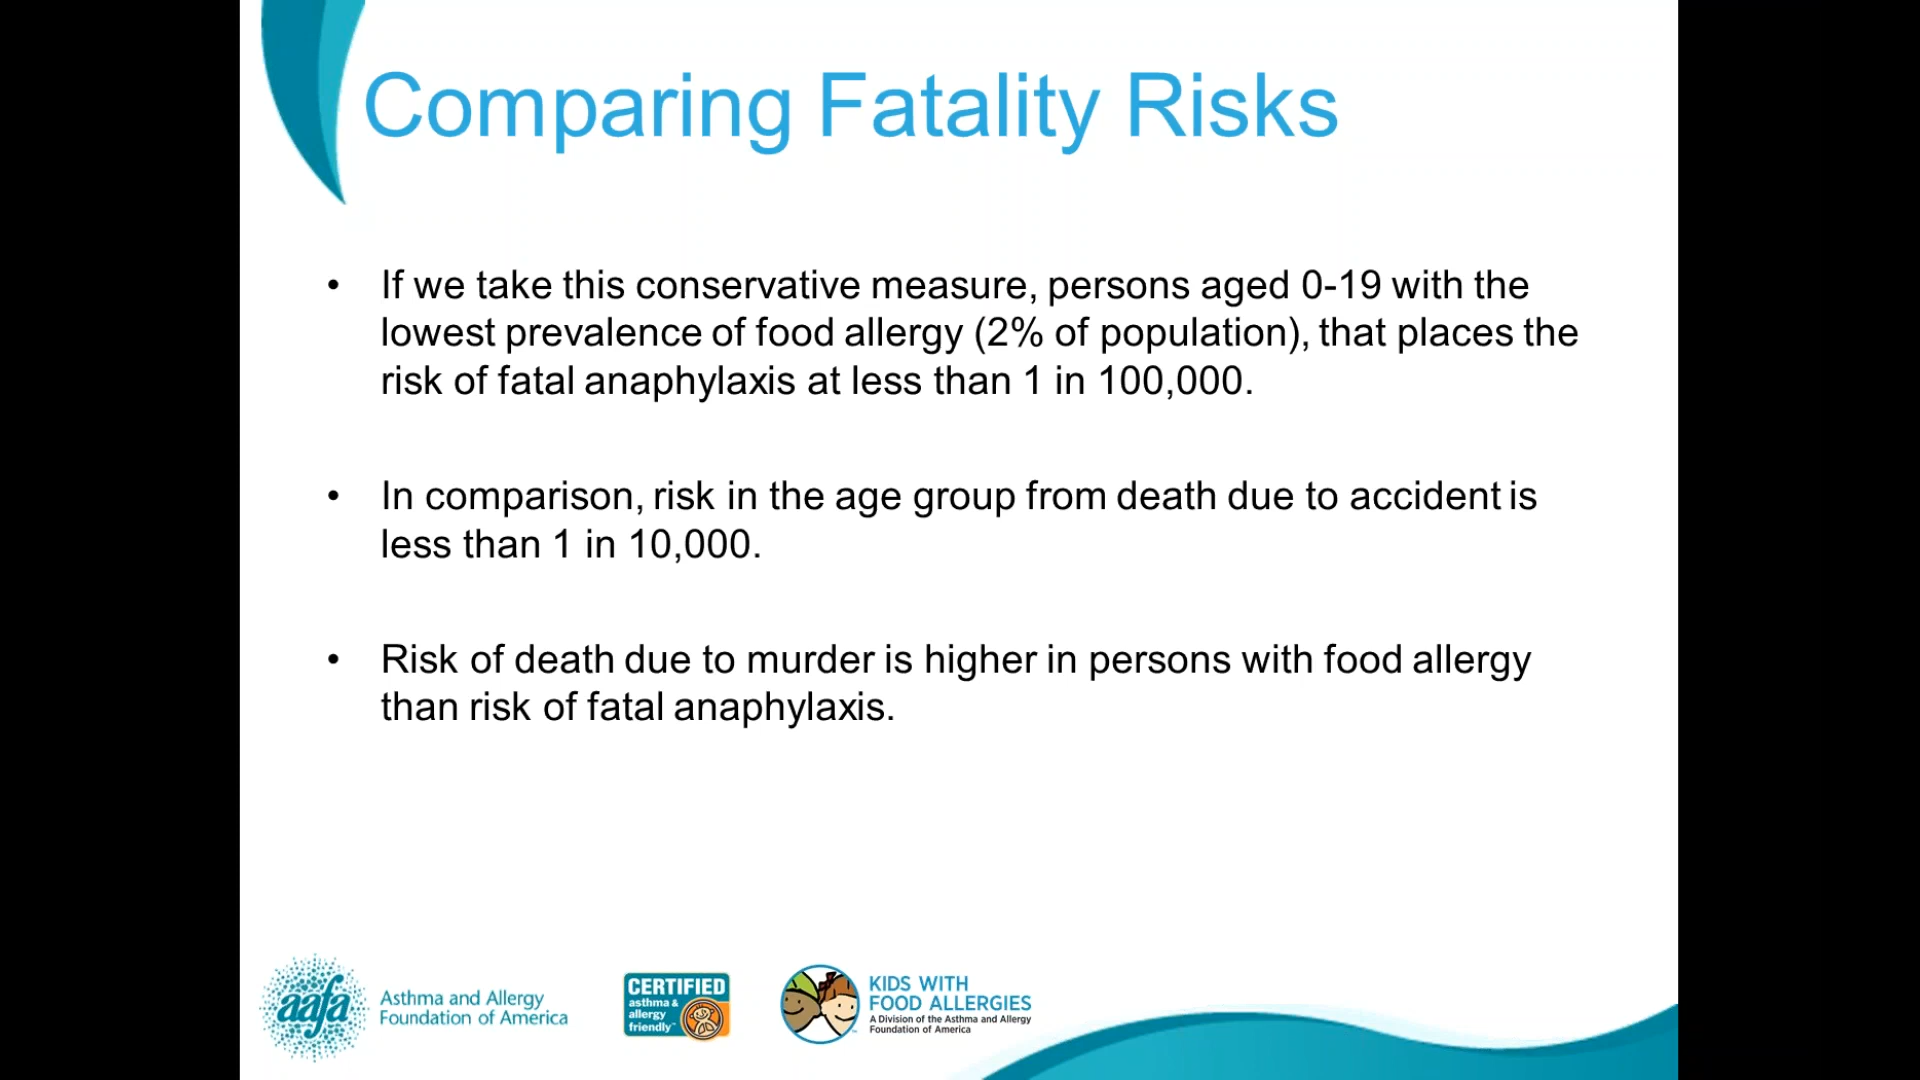 Comparing Fatality Risks
• If we take this conservative measure, persons aged 0-19 with the
lowest prevalence of food allergy (2% of population), that places the
risk of fatal anaphylaxis at less than 1 in 100,000.
• In comparison, risk in the age group from death due to accident is
less than 1 in 10,000.
• Risk of death due to murder is higher in persons with food allergy
than risk of fatal anaphylaxis.
aafa
Asthma and Allergy
Foundation of America
CERTIFIED
asthma &
allergy
friendly™
KIDS WITH
FOOD ALLERGIES
A Division of the Asthma and Allergy
Foundation of America